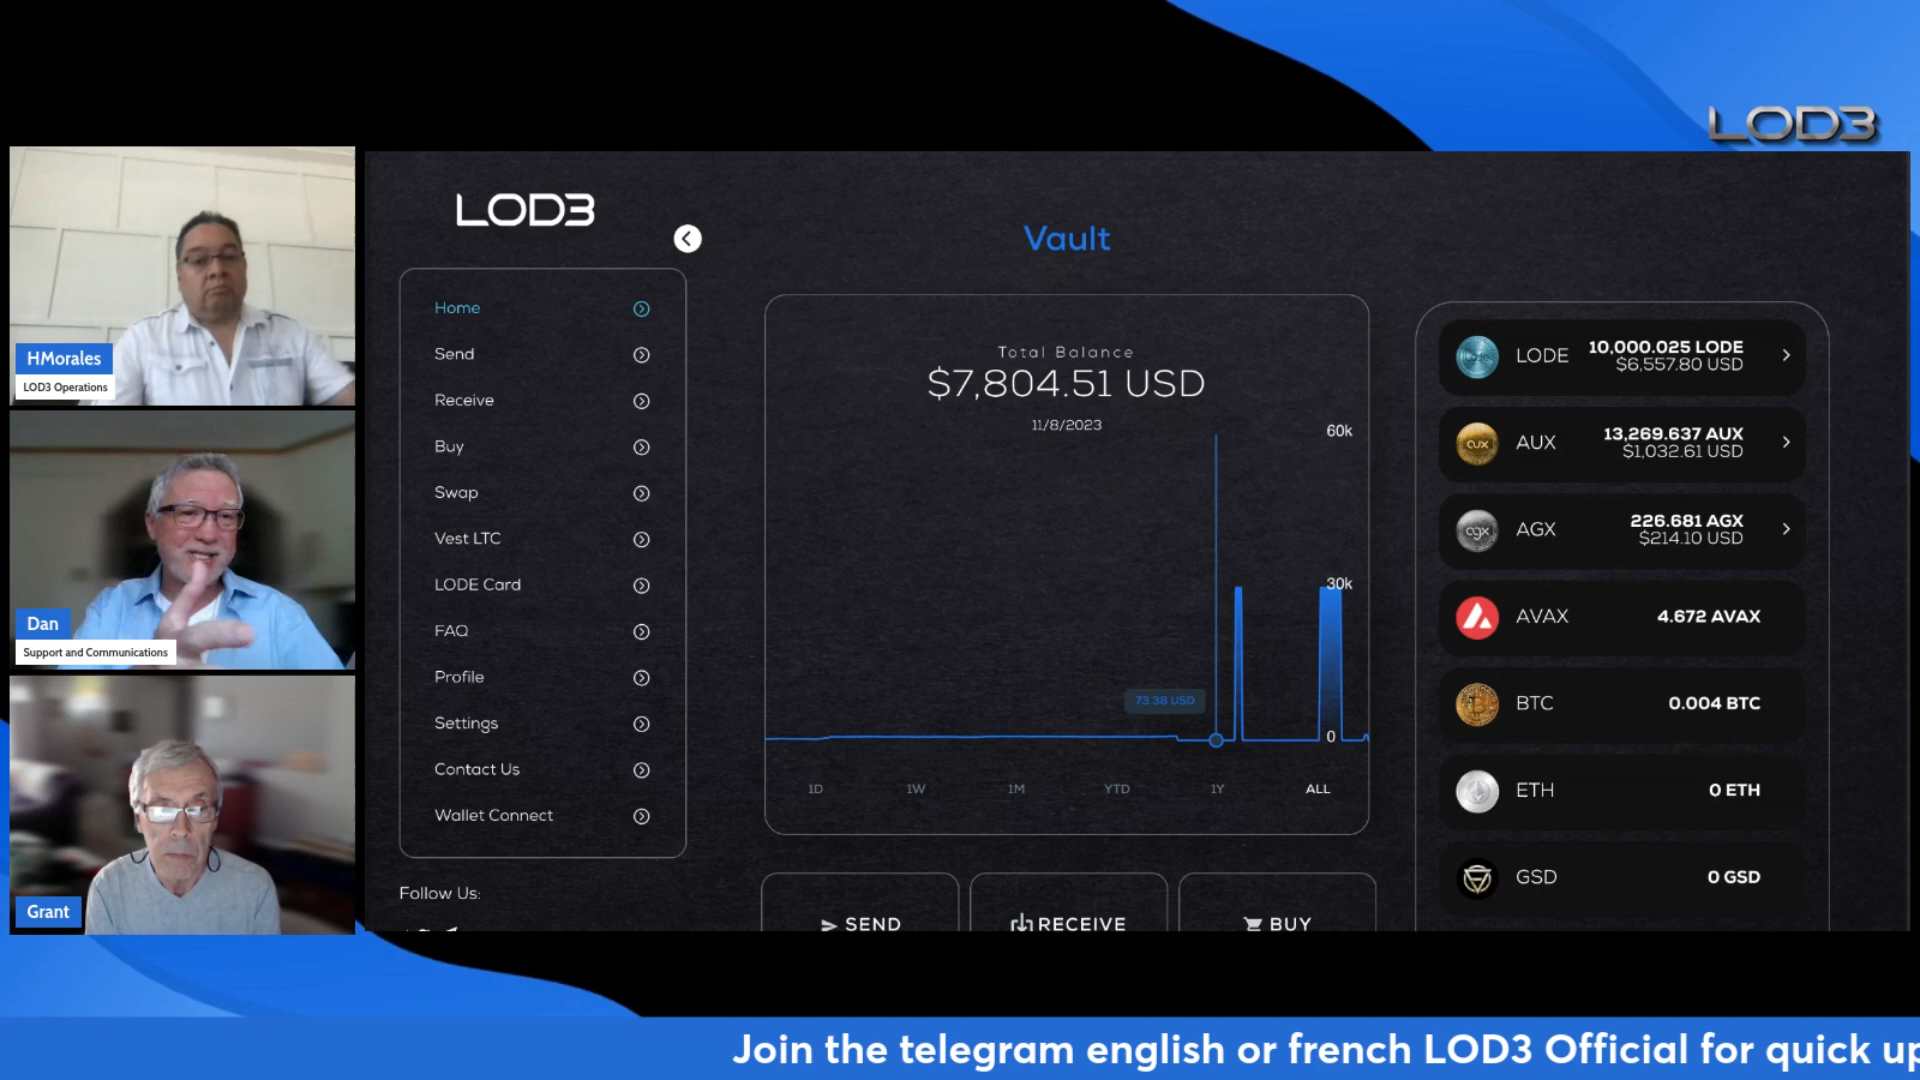 LOD3
HMorales
LOD3 Operations
Dan
Support and Communications
Grant
LOD3
Home
Send
Receive
Buy
Swap
Vest LTC
LODE Card
FAQ
Profile
Settings
Contact Us
Wallet Connect
Follow Us:
Vault
Total Balance
$7,804.51 USD
11/8/2023
60k
30k
73.38 USD
0
1D 1W 1M YTD 1Y ALL
SEND RECEIVE BUY
LODE 10,000.025 LODE
$6,557.80 USD
AUX 13,269.637 AUX
$1,032.61 USD
AGX 226.681 AGX
$214.10 USD
AVAX 4.672 AVAX
BTC 0.004 BTC
ETH 0 ETH
GSD 0 GSD
Join the telegram english or french LOD3 Official for quick